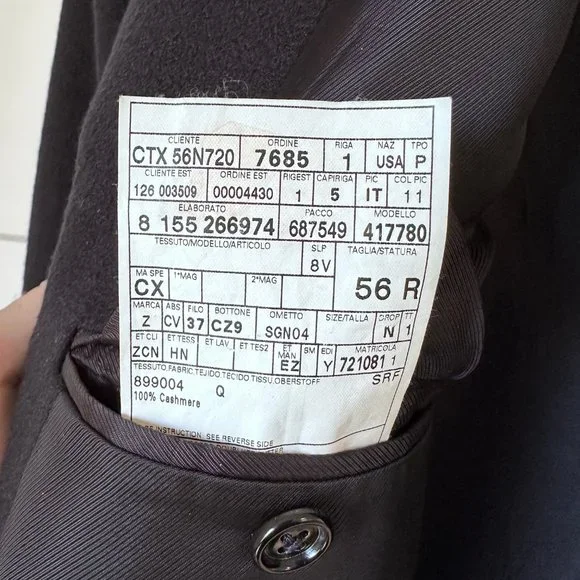 CLIENTE ORDINE RIGA NAZ TPO
CTX 56N720 7685 1 USA P
CLIENTE EST ORDINE EST RIGEST CAPIRIGA PIC COL PIC
126 003509 00004430 1 5 IT 11
ELABORATO PACCO MODELLO
8 155 266974 687549 417780
TESSUTO/MODELLO/ARTICOLO SLP TAGLIA/STATURA
8V
MA SPE 1*MAG 2*MAG
CX 56 R
MARCA ABS FILO BOTTONE OMETTO SIZE/TALLA DROP TT
Z CV 37 CZ9 SGN04 N 1
ET CLI ET TESS ET LAV ET TES2 ET MAN BM EDI MATRICOLA
ZCN HN EZ Y 721081 1
TESSUTO.FABRIC.TEJIDO.TECIDO TISSU.OBERSTOFF SRF
899004 Q
100% Cashmere
INSTRUCTION SEE REVERSE SIDE